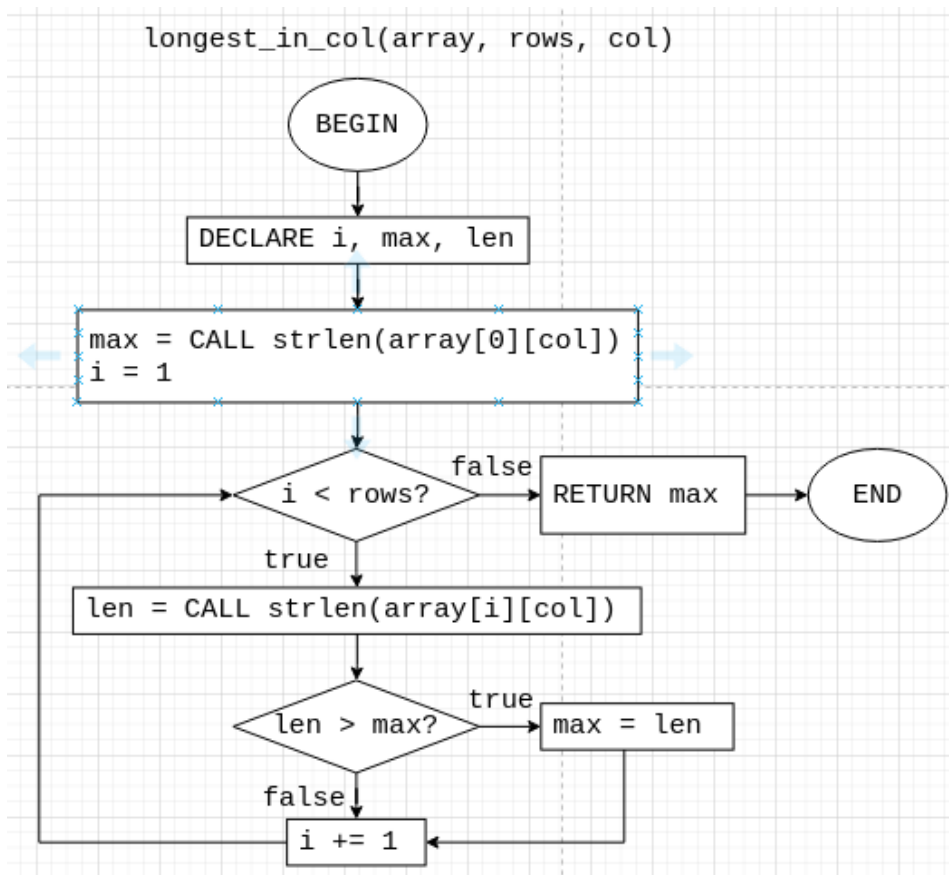 longest_in_col(array, rows, col)
BEGIN
DECLARE i, max, len
max = CALL strlen(array[0][col])
i = 1
i < rows?
false
RETURN max
END
true
len = CALL strlen(array[i][col])
len > max?
true
max = len
false
i += 1